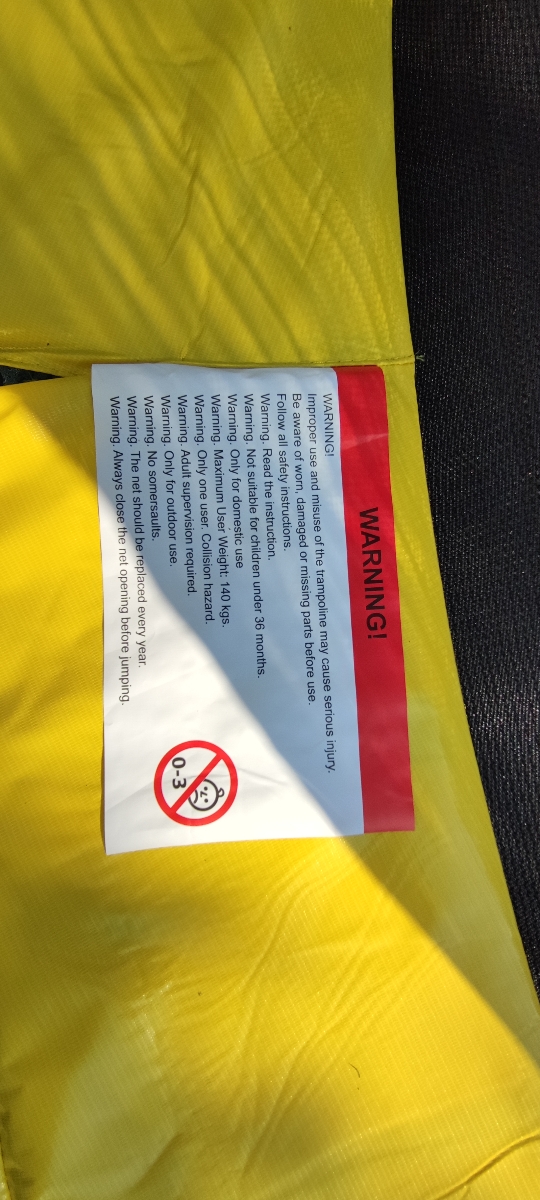 WARNING!
WARNING!
Improper use and misuse of the trampoline may cause serious injury.
Be aware of worn, damaged or missing parts before use.
Follow all safety instructions.
Warning. Read the instruction.
Warning. Not suitable for children under 36 months.
Warning. Only for domestic use
Warning. Maximum User Weight: 140 kgs.
Warning. Only one user. Collision hazard.
Warning. Adult supervision required.
Warning. Only for outdoor use.
Warning. No somersaults.
Warning. The net should be replaced every year.
Warning. Always close the net opening before jumping.
0-3